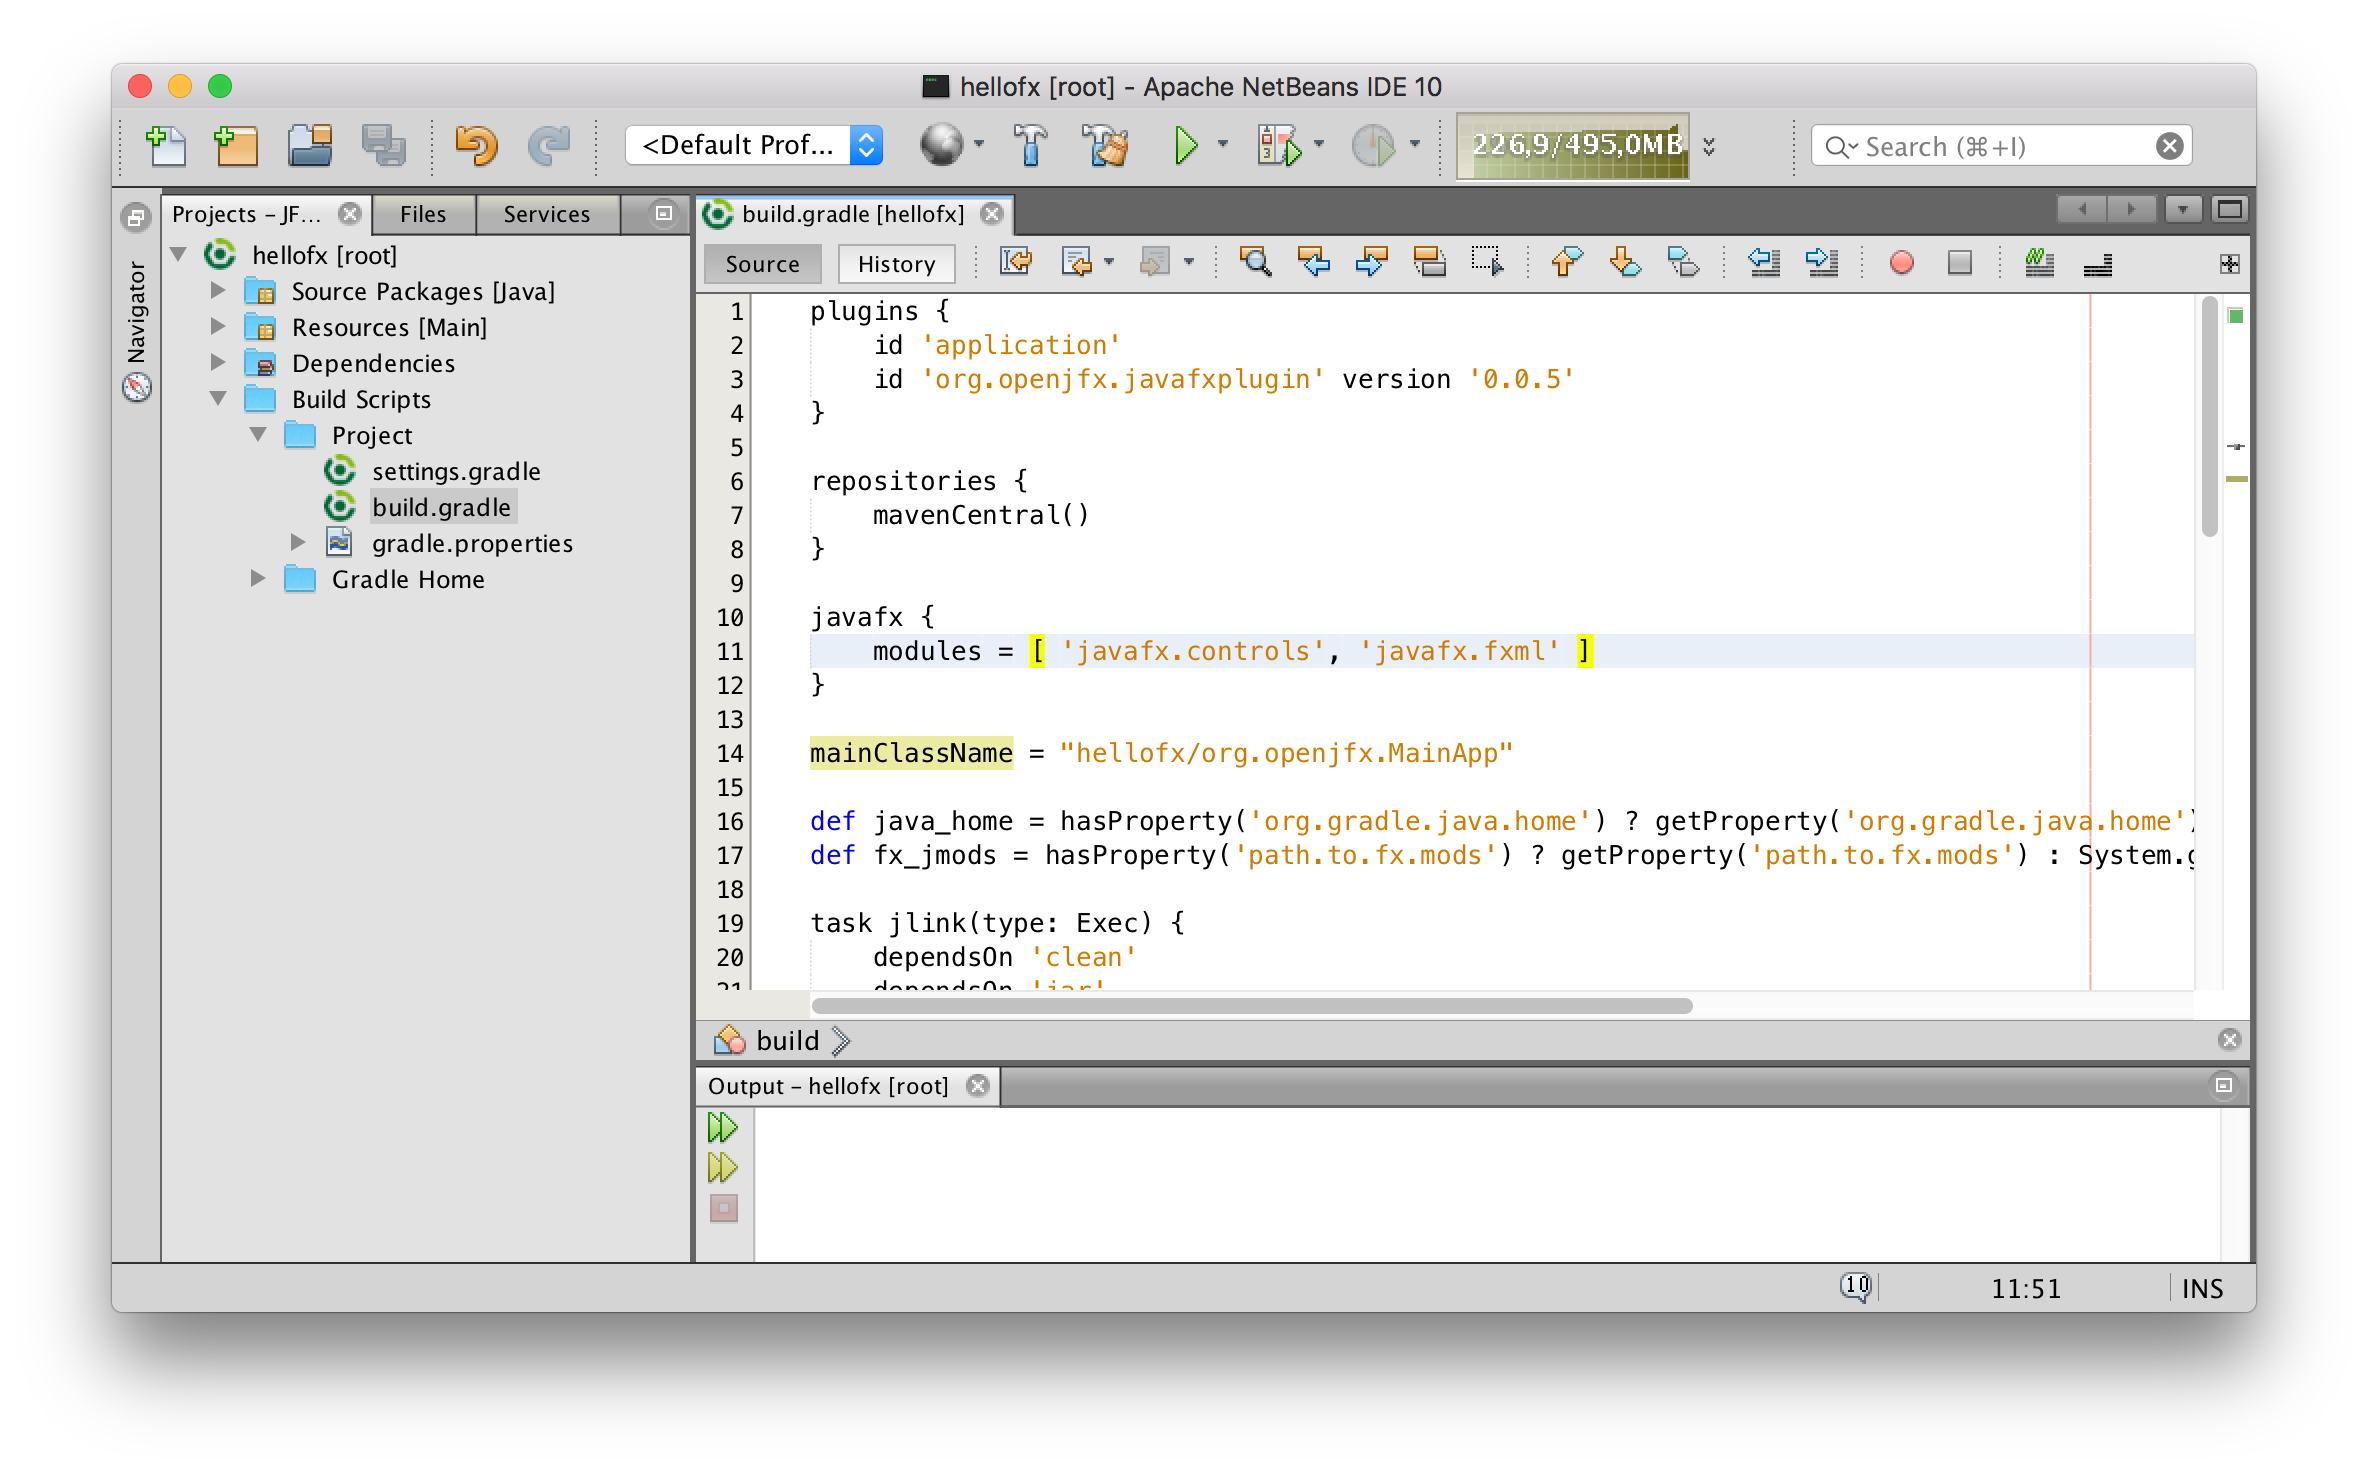 hellofx [root] - Apache NetBeans IDE 10
<Default Prof...
226,9/495,0MB
Search (⌘+I)
Projects – JF...
Files
Services
build.gradle [hellofx]
Navigator
hellofx [root]
Source Packages [Java]
Resources [Main]
Dependencies
Build Scripts
Project
settings.gradle
build.gradle
gradle.properties
Gradle Home
Source
History
1 plugins {
2 id 'application'
3 id 'org.openjfx.javafxplugin' version '0.0.5'
4 }
5
6 repositories {
7 mavenCentral()
8 }
9
10 javafx {
11 modules = [ 'javafx.controls', 'javafx.fxml' ]
12 }
13
14 mainClassName = "hellofx/org.openjfx.MainApp"
15
16 def java_home = hasProperty('org.gradle.java.home') ? getProperty('org.gradle.java.home')
17 def fx_jmods = hasProperty('path.to.fx.mods') ? getProperty('path.to.fx.mods') : System.g
18
19 task jlink(type: Exec) {
20 dependsOn 'clean'
21 dependsOn 'jar'
build
Output – hellofx [root]
10
11:51
INS